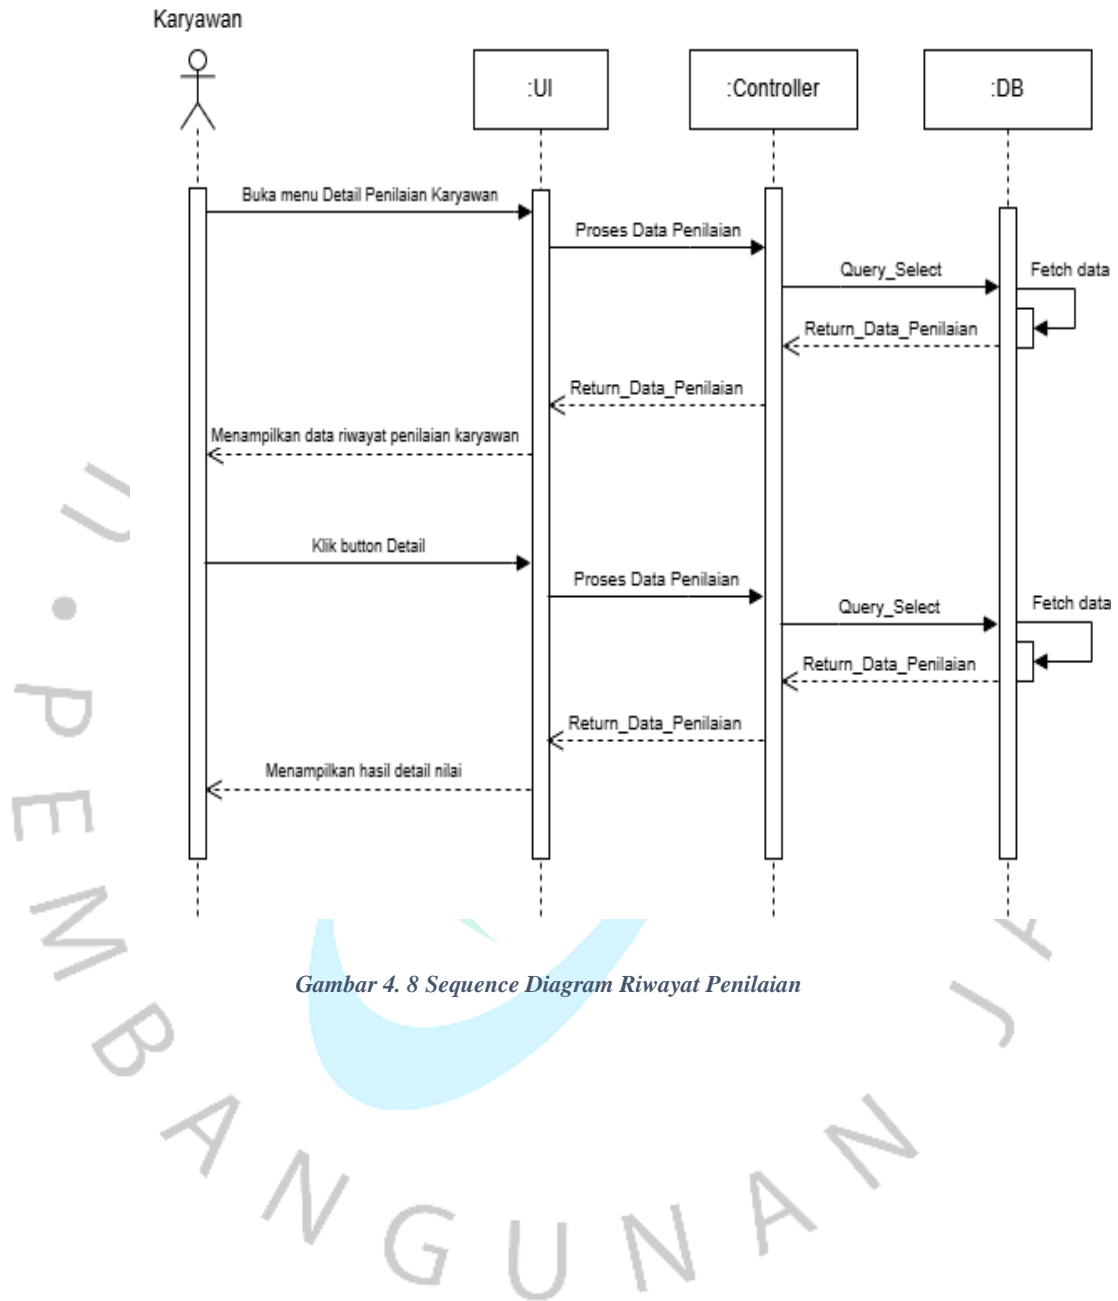 Karyawan
:UI
:Controller
:DB
Buka menu Detail Penilaian Karyawan
Proses Data Penilaian
Query_Select
Fetch data
Return_Data_Penilaian
Return_Data_Penilaian
Menampilkan data riwayat penilaian karyawan
Klik button Detail
Proses Data Penilaian
Query_Select
Fetch data
Return_Data_Penilaian
Return_Data_Penilaian
Menampilkan hasil detail nilai
Gambar 4. 8 Sequence Diagram Riwayat Penilaian
PEMBANGUNAN J